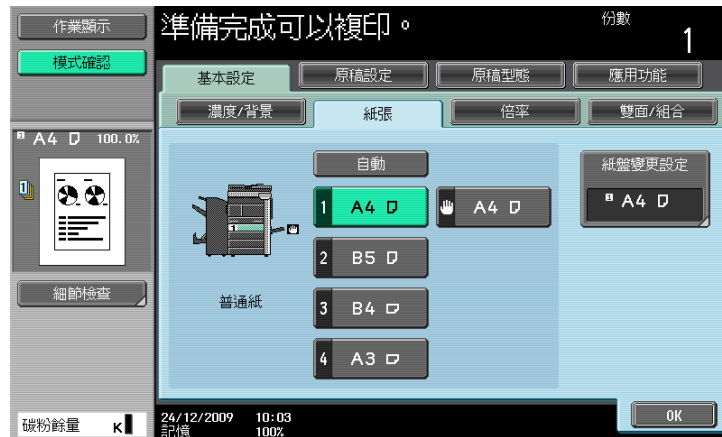 作業顯示
模式確認
準備完成可以複印。
份數
1
基本設定
原稿設定
原稿型態
應用功能
濃度/背景
紙張
倍率
雙面/組合
1 A4 100.0%
1
自動
1 A4
A4
2 B5
3 B4
4 A3
1
普通紙
紙盤變更設定
1 A4
細節檢查
碳粉餘量 K
24/12/2009 10:03
記憶 100%
OK